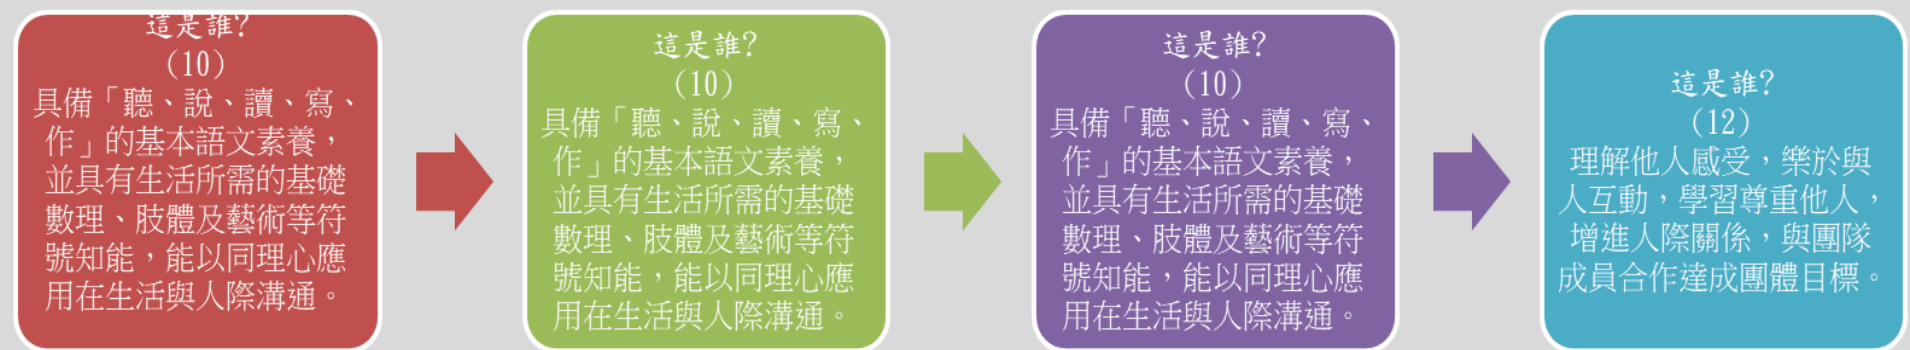 這是誰?
(10)
具備「聽、說、讀、寫、
作」的基本語文素養，
並具有生活所需的基礎
數理、肢體及藝術等符
號知能，能以同理心應
用在生活與人際溝通。
這是誰?
(10)
具備「聽、說、讀、寫、
作」的基本語文素養，
並具有生活所需的基礎
數理、肢體及藝術等符
號知能，能以同理心應
用在生活與人際溝通。
這是誰?
(10)
具備「聽、說、讀、寫、
作」的基本語文素養，
並具有生活所需的基礎
數理、肢體及藝術等符
號知能，能以同理心應
用在生活與人際溝通。
這是誰?
(12)
理解他人感受，樂於與
人互動，學習尊重他人，
增進人際關係，與團隊
成員合作達成團體目標。